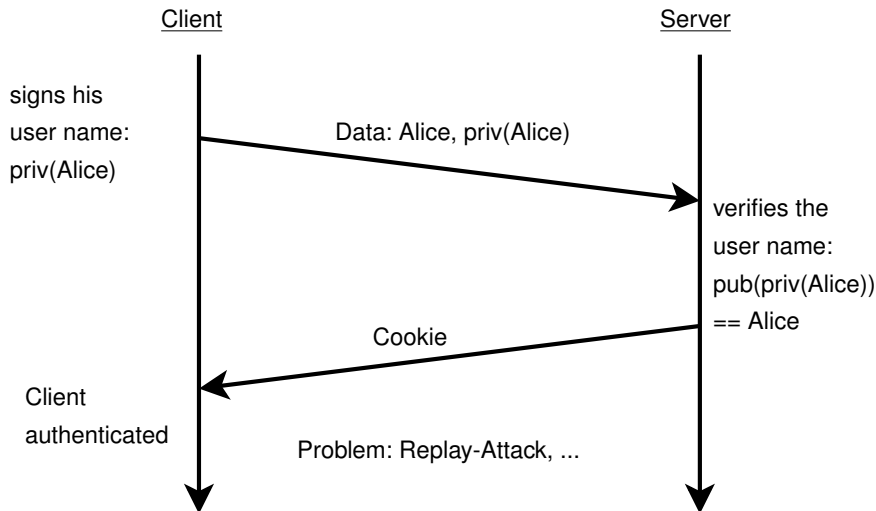 Client
Server
signs his
user name:
priv(Alice)
Data: Alice, priv(Alice)
verifies the
user name:
pub(priv(Alice))
== Alice
Cookie
Client
authenticated
Problem: Replay-Attack, ...